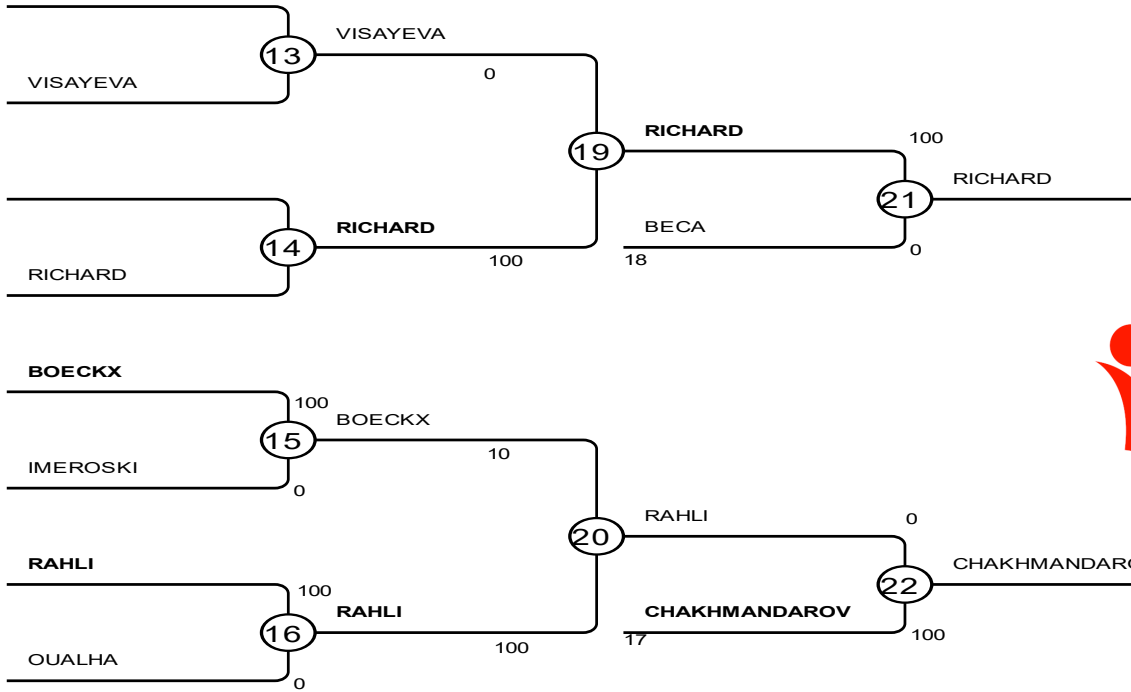 VISAYEVA
13
0
VISAYEVA
RICHARD
100
19
RICHARD
21
RICHARD
BECA
14
18
0
RICHARD
100
BOECKX
100
BOECKX
15
10
IMEROSKI
0
RAHLI
0
20
RAHLI
CHAKHMANDARO
22
100
RAHLI
CHAKHMANDAROV
16
17
100
100
OUALHA
0